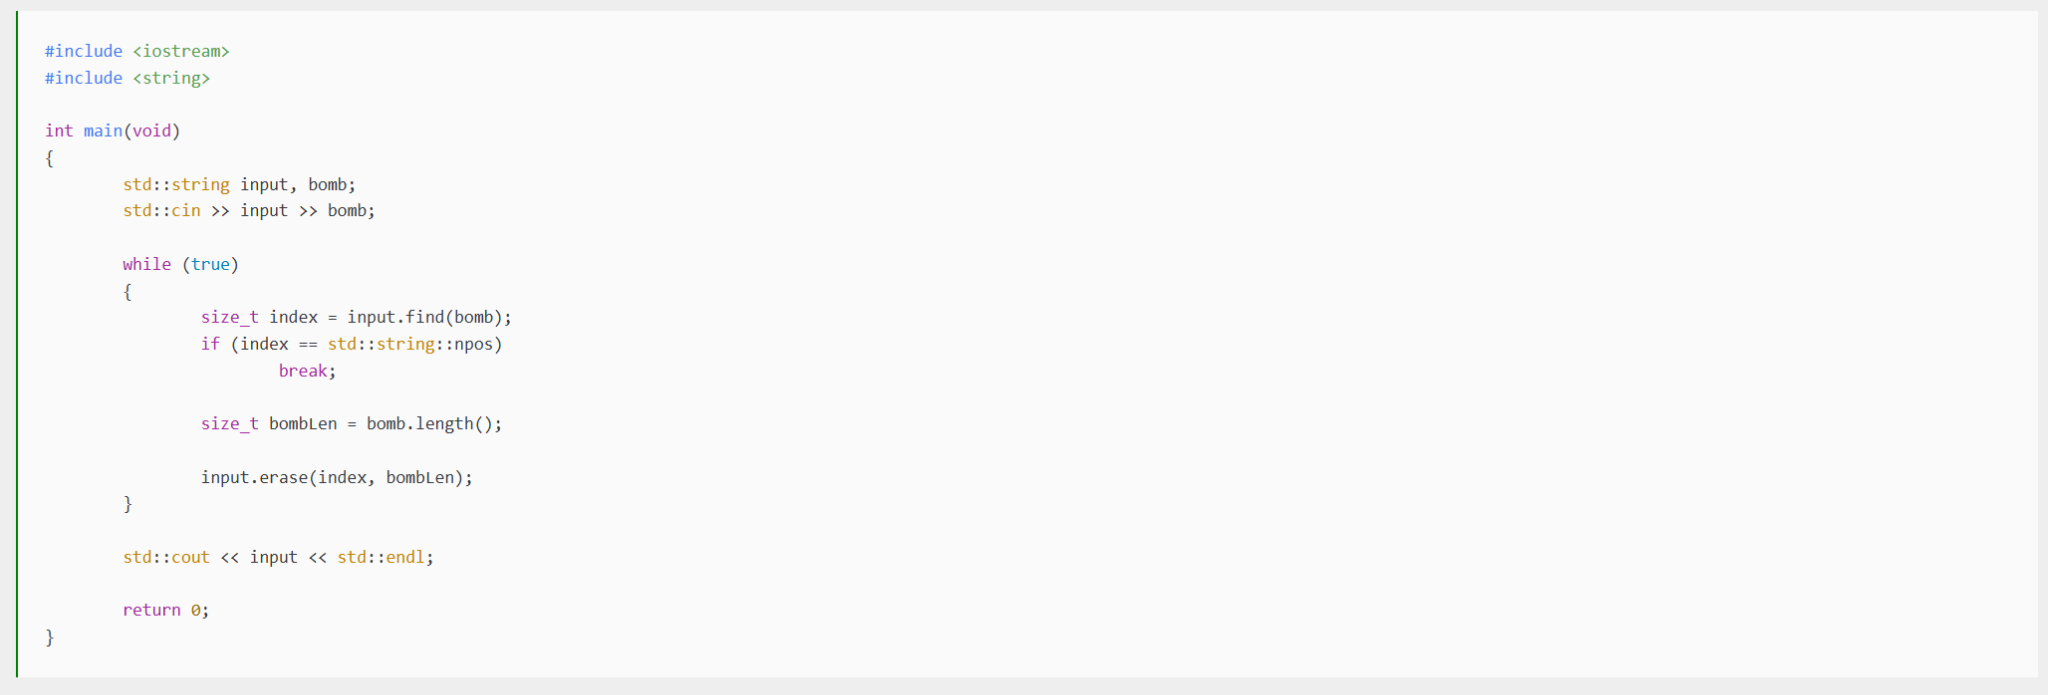 #include <iostream>
#include <string>

int main(void)
{
        std::string input, bomb;
        std::cin >> input >> bomb;

        while (true)
        {
                size_t index = input.find(bomb);
                if (index == std::string::npos)
                        break;

                size_t bombLen = bomb.length();

                input.erase(index, bombLen);
        }

        std::cout << input << std::endl;

        return 0;
}